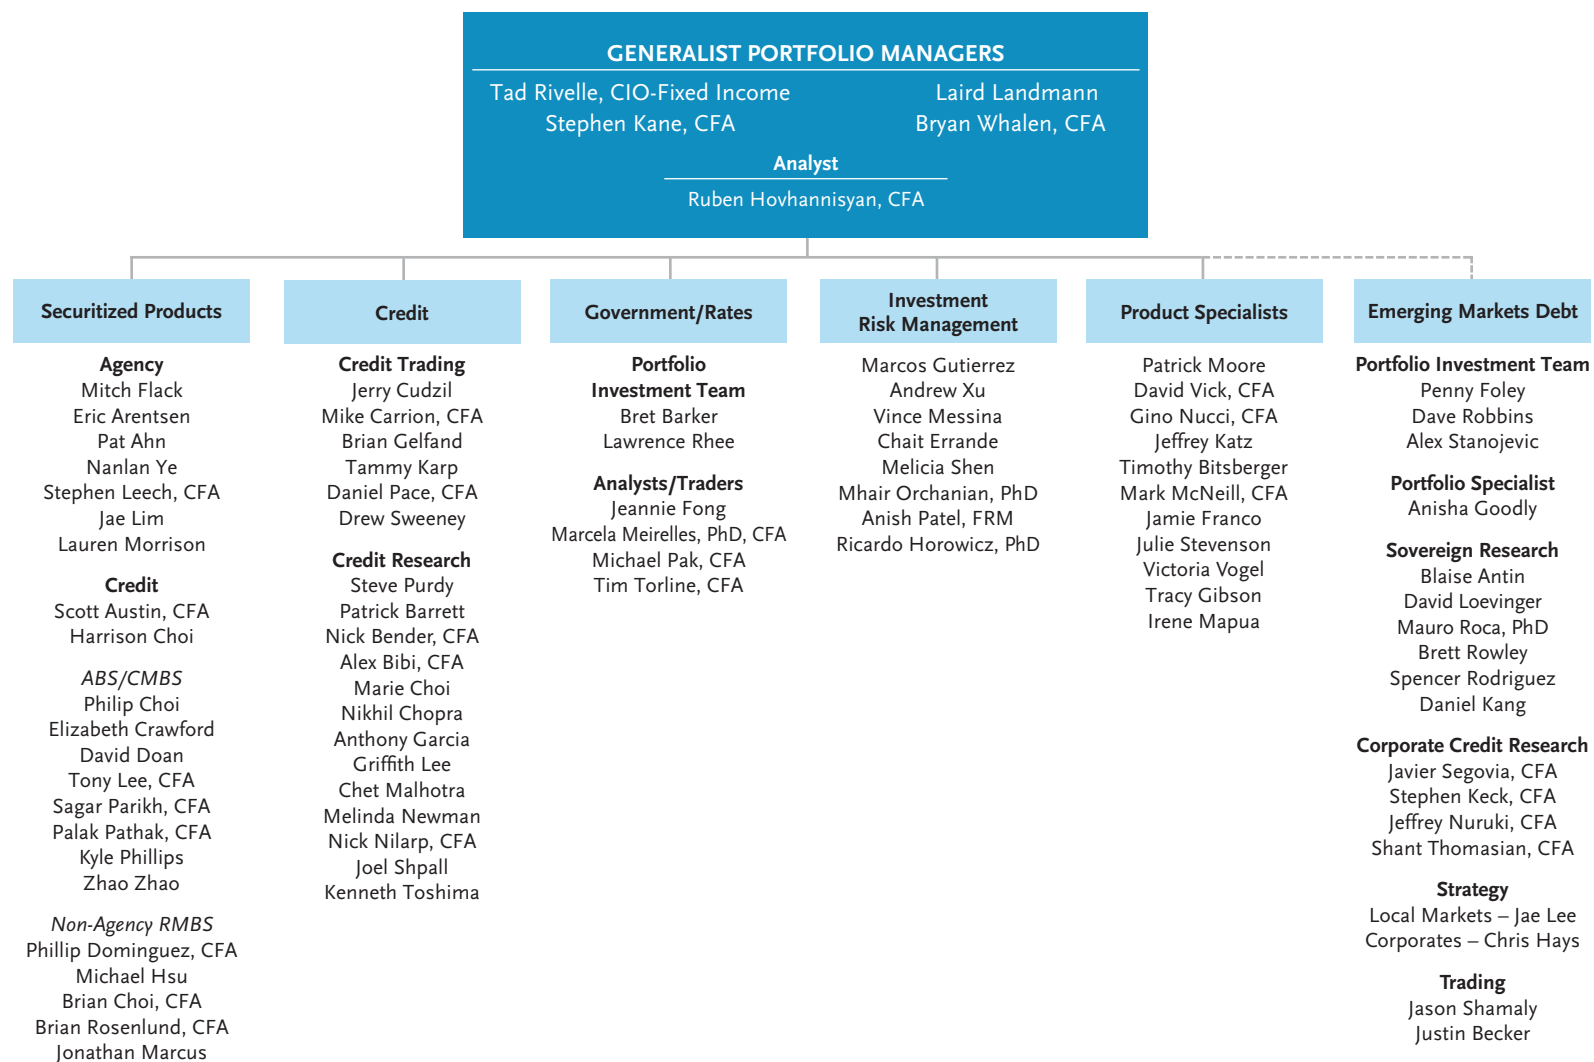 GENERALIST PORTFOLIO MANAGERS
Tad Rivelle, CIO-Fixed Income
Stephen Kane, CFA
Laird Landmann
Bryan Whalen, CFA
Analyst
Ruben Hovhannisyan, CFA
Securitized Products
Agency
Mitch Flack
Eric Arentsen
Pat Ahn
Nanlan Ye
Stephen Leech, CFA
Jae Lim
Lauren Morrison
Credit
Scott Austin, CFA
Harrison Choi
ABS/CMBS
Philip Choi
Elizabeth Crawford
David Doan
Tony Lee, CFA
Sagar Parikh, CFA
Palak Pathak, CFA
Kyle Phillips
Zhao Zhao
Non-Agency RMBS
Phillip Dominguez, CFA
Michael Hsu
Brian Choi, CFA
Brian Rosenlund, CFA
Jonathan Marcus
Credit
Credit Trading
Jerry Cudzil
Mike Carrion, CFA
Brian Gelfand
Tammy Karp
Daniel Pace, CFA
Drew Sweeney
Credit Research
Steve Purdy
Patrick Barrett
Nick Bender, CFA
Alex Bibi, CFA
Marie Choi
Nikhil Chopra
Anthony Garcia
Griffith Lee
Chet Malhotra
Melinda Newman
Nick Nilarp, CFA
Joel Shpall
Kenneth Toshima
Government/Rates
Portfolio
Investment Team
Bret Barker
Lawrence Rhee
Analysts/Traders
Jeannie Fong
Marcela Meirelles, PhD, CFA
Michael Pak, CFA
Tim Torline, CFA
Investment
Risk Management
Marcos Gutierrez
Andrew Xu
Vince Messina
Chait Errande
Melicia Shen
Mhair Orchanian, PhD
Anish Patel, FRM
Ricardo Horowicz, PhD
Product Specialists
Patrick Moore
David Vick, CFA
Gino Nucci, CFA
Jeffrey Katz
Timothy Bitsberger
Mark McNeill, CFA
Jamie Franco
Julie Stevenson
Victoria Vogel
Tracy Gibson
Irene Mapua
Emerging Markets Debt
Portfolio Investment Team
Penny Foley
Dave Robbins
Alex Stanojevic
Portfolio Specialist
Anisha Goodly
Sovereign Research
Blaise Antin
David Loevinger
Mauro Roca, PhD
Brett Rowley
Spencer Rodriguez
Daniel Kang
Corporate Credit Research
Javier Segovia, CFA
Stephen Keck, CFA
Jeffrey Nuruki, CFA
Shant Thomasian, CFA
Strategy
Local Markets – Jae Lee
Corporates – Chris Hays
Trading
Jason Shamaly
Justin Becker